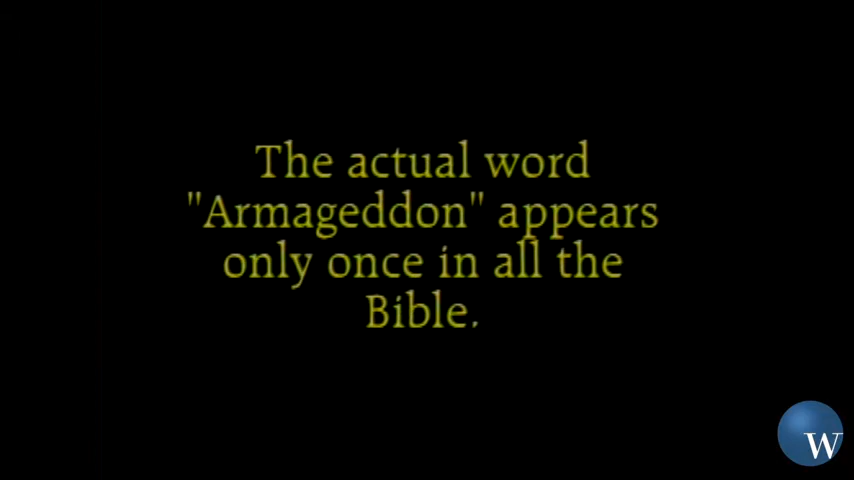 The actual word
"Armageddon" appears
only once in all the
Bible.
W